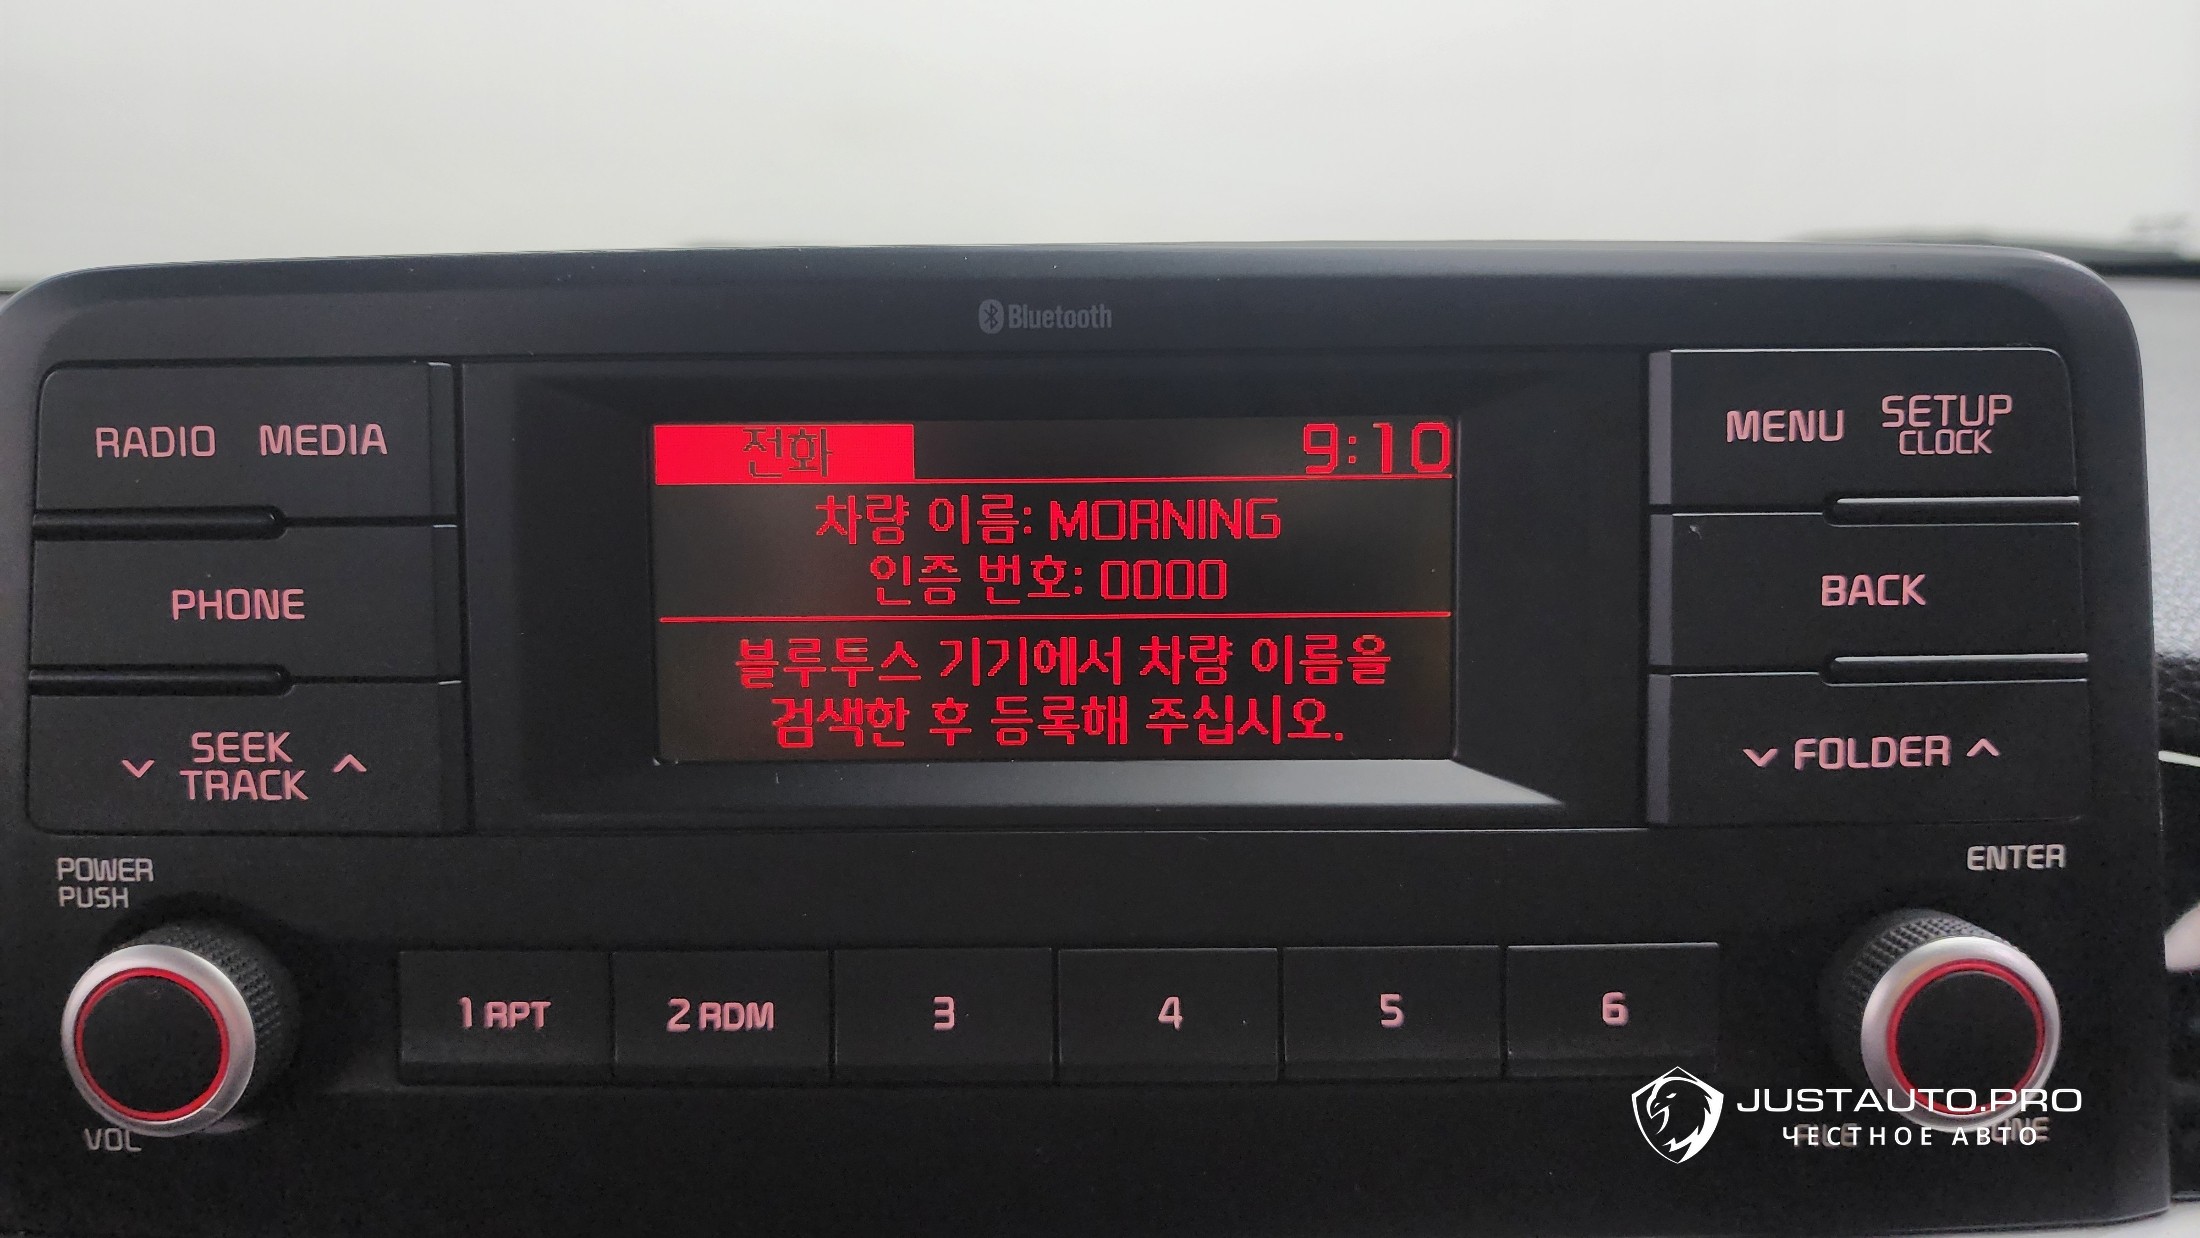 Bluetooth
RADIO MEDIA
PHONE
SEEK
TRACK
전화 9:10
차량 이름: MORNING
인증 번호: 0000
블루투스 기기에서 차량 이름을
검색한 후 등록해 주십시오.
MENU SETUP
CLOCK
BACK
FOLDER
POWER
PUSH
VOL
1 RPT 2 RDM 3 4 5 6
ENTER
FILE TUNE
JUSTAUTO.PRO
ЧЕСТНОЕ АВТО